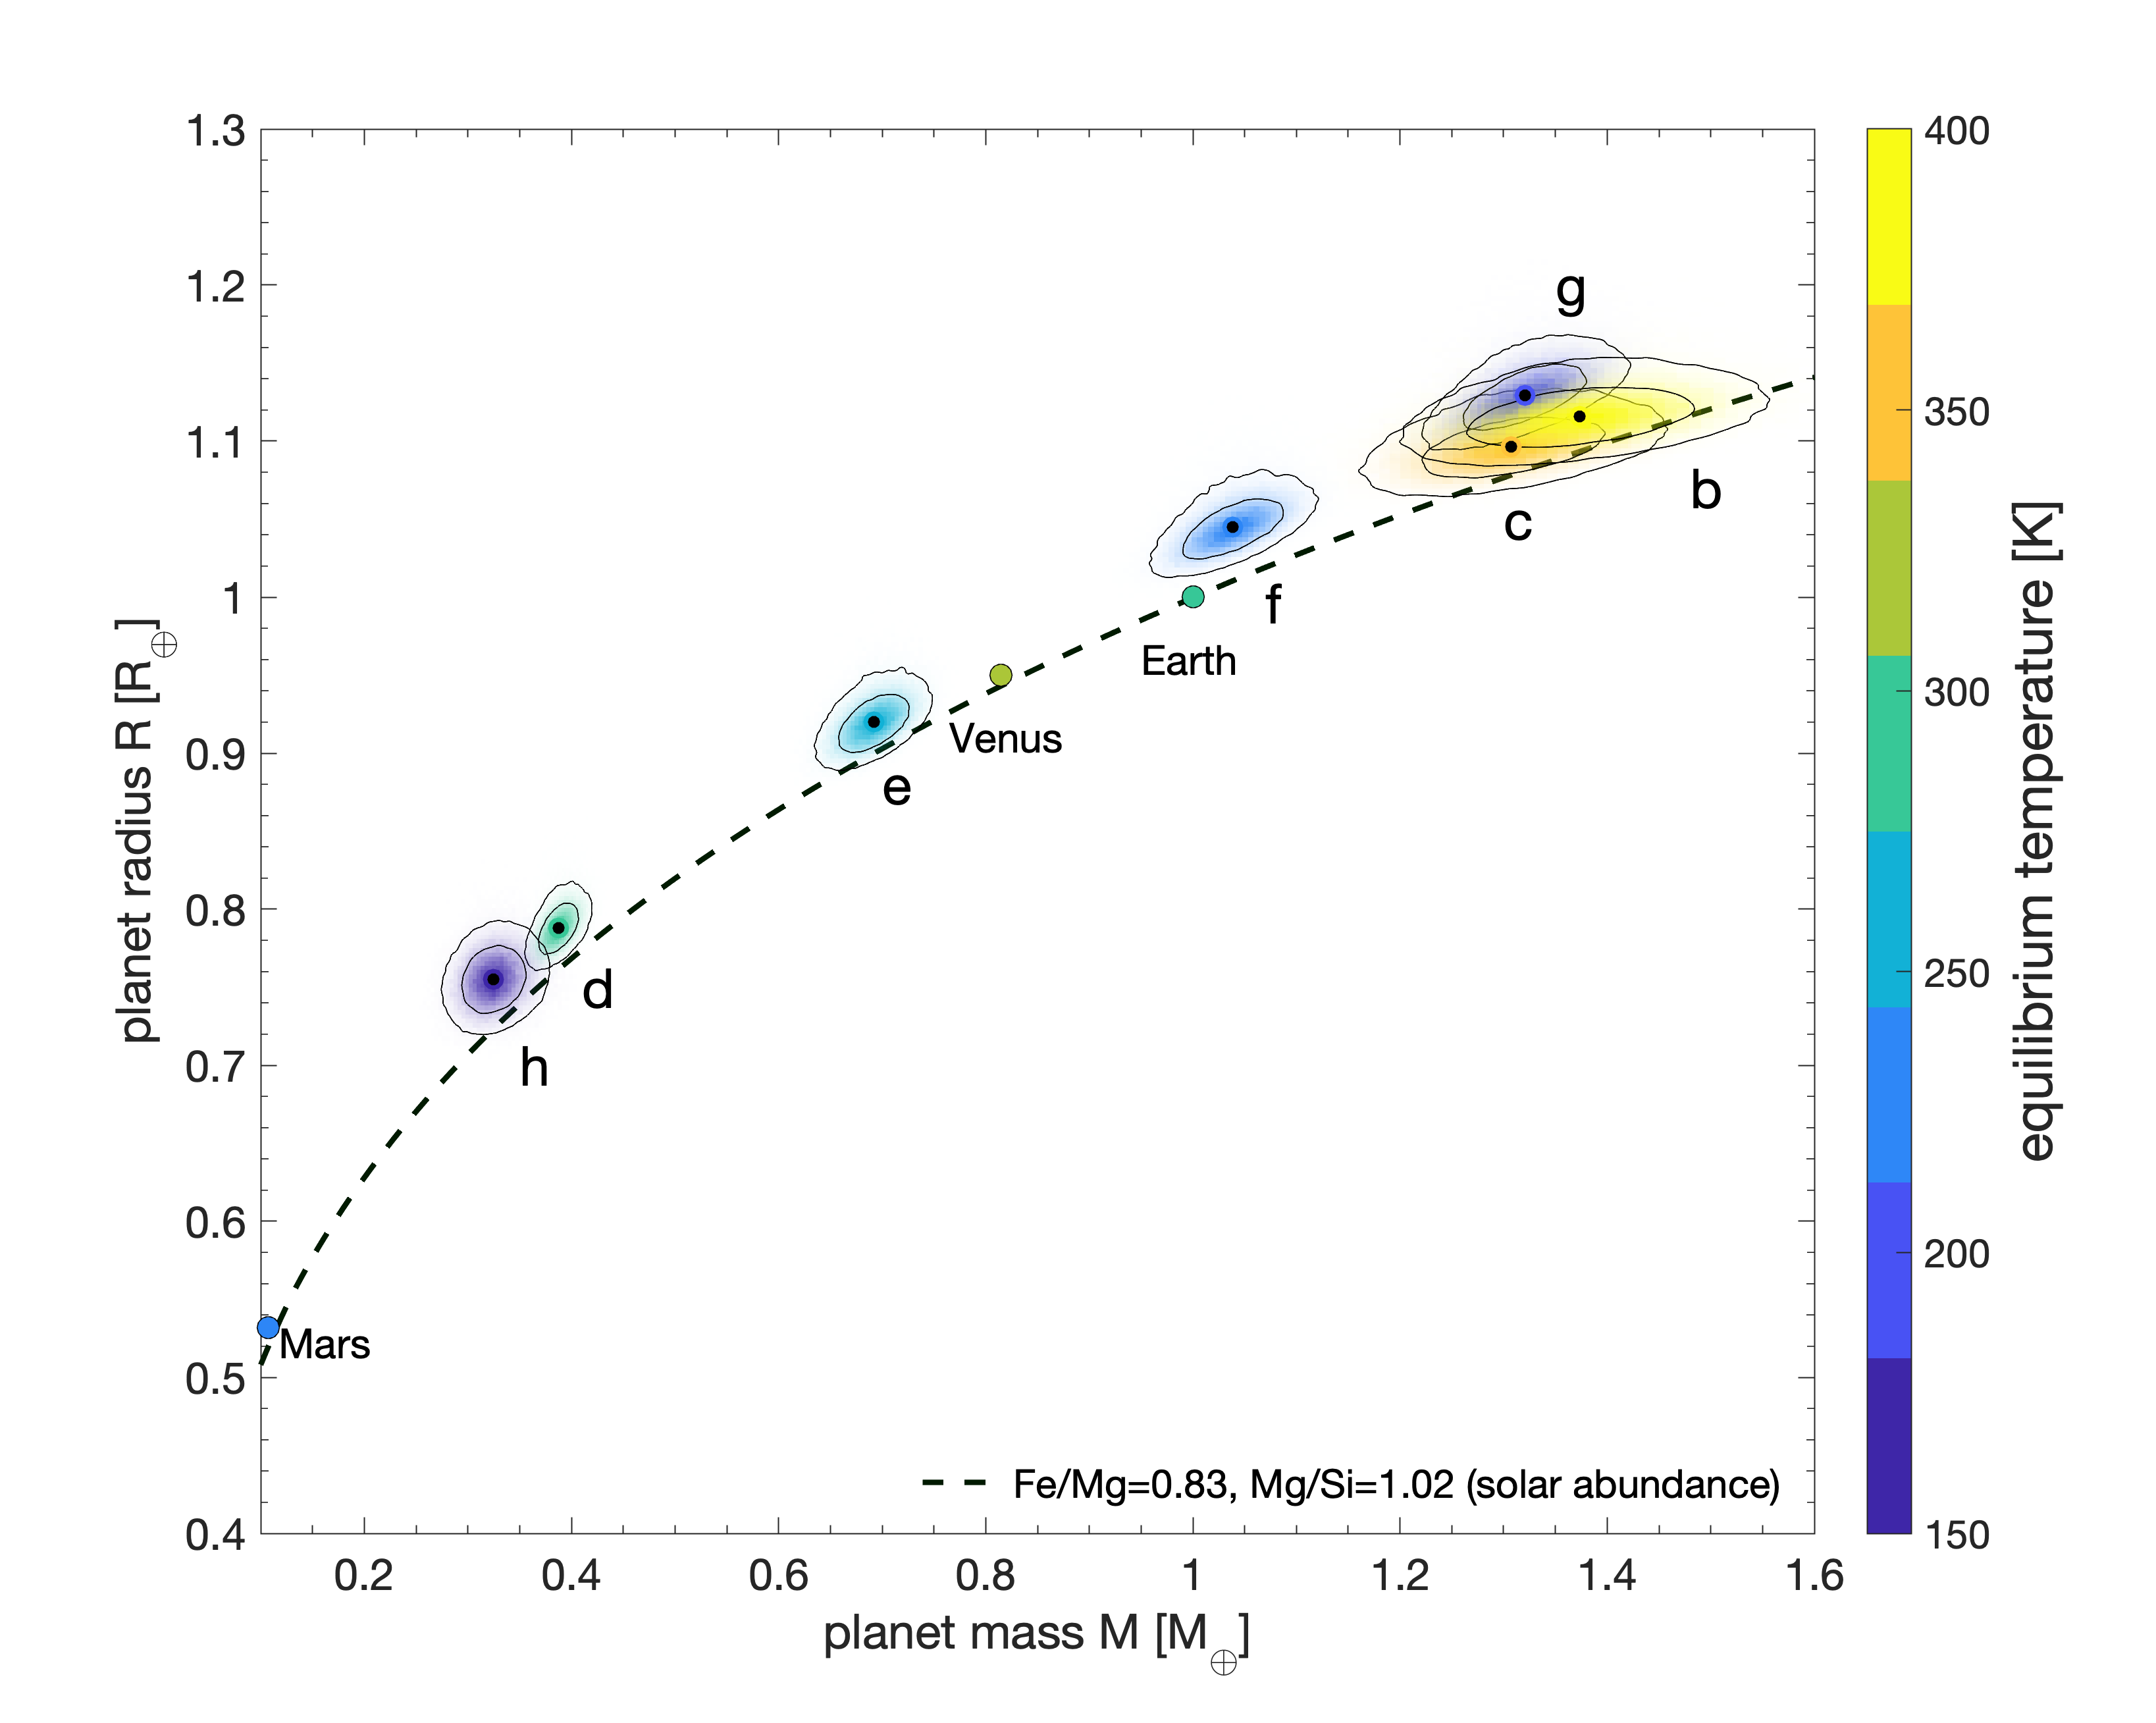 1.3
1.2
1.1
1
0.9
0.8
0.7
0.6
0.5
0.4
planet radius R [R⊕]
g
b
c
f
Earth
Venus
e
d
h
Mars
Fe/Mg=0.83, Mg/Si=1.02 (solar abundance)
0.2 0.4 0.6 0.8 1 1.2 1.4 1.6
planet mass M [M⊕]
400
350
300
250
200
150
equilibrium temperature [K]